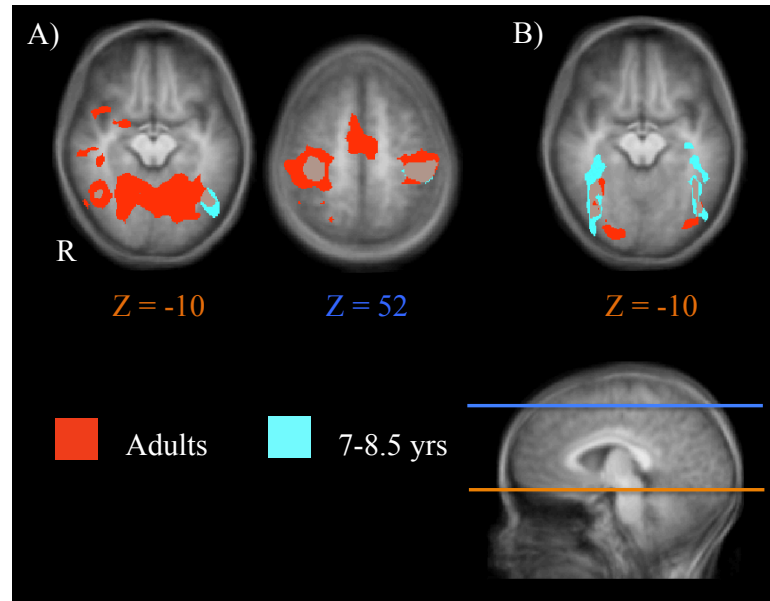 A)
B)
R
Z = -10
Z = 52
Z = -10
Adults
7-8.5 yrs